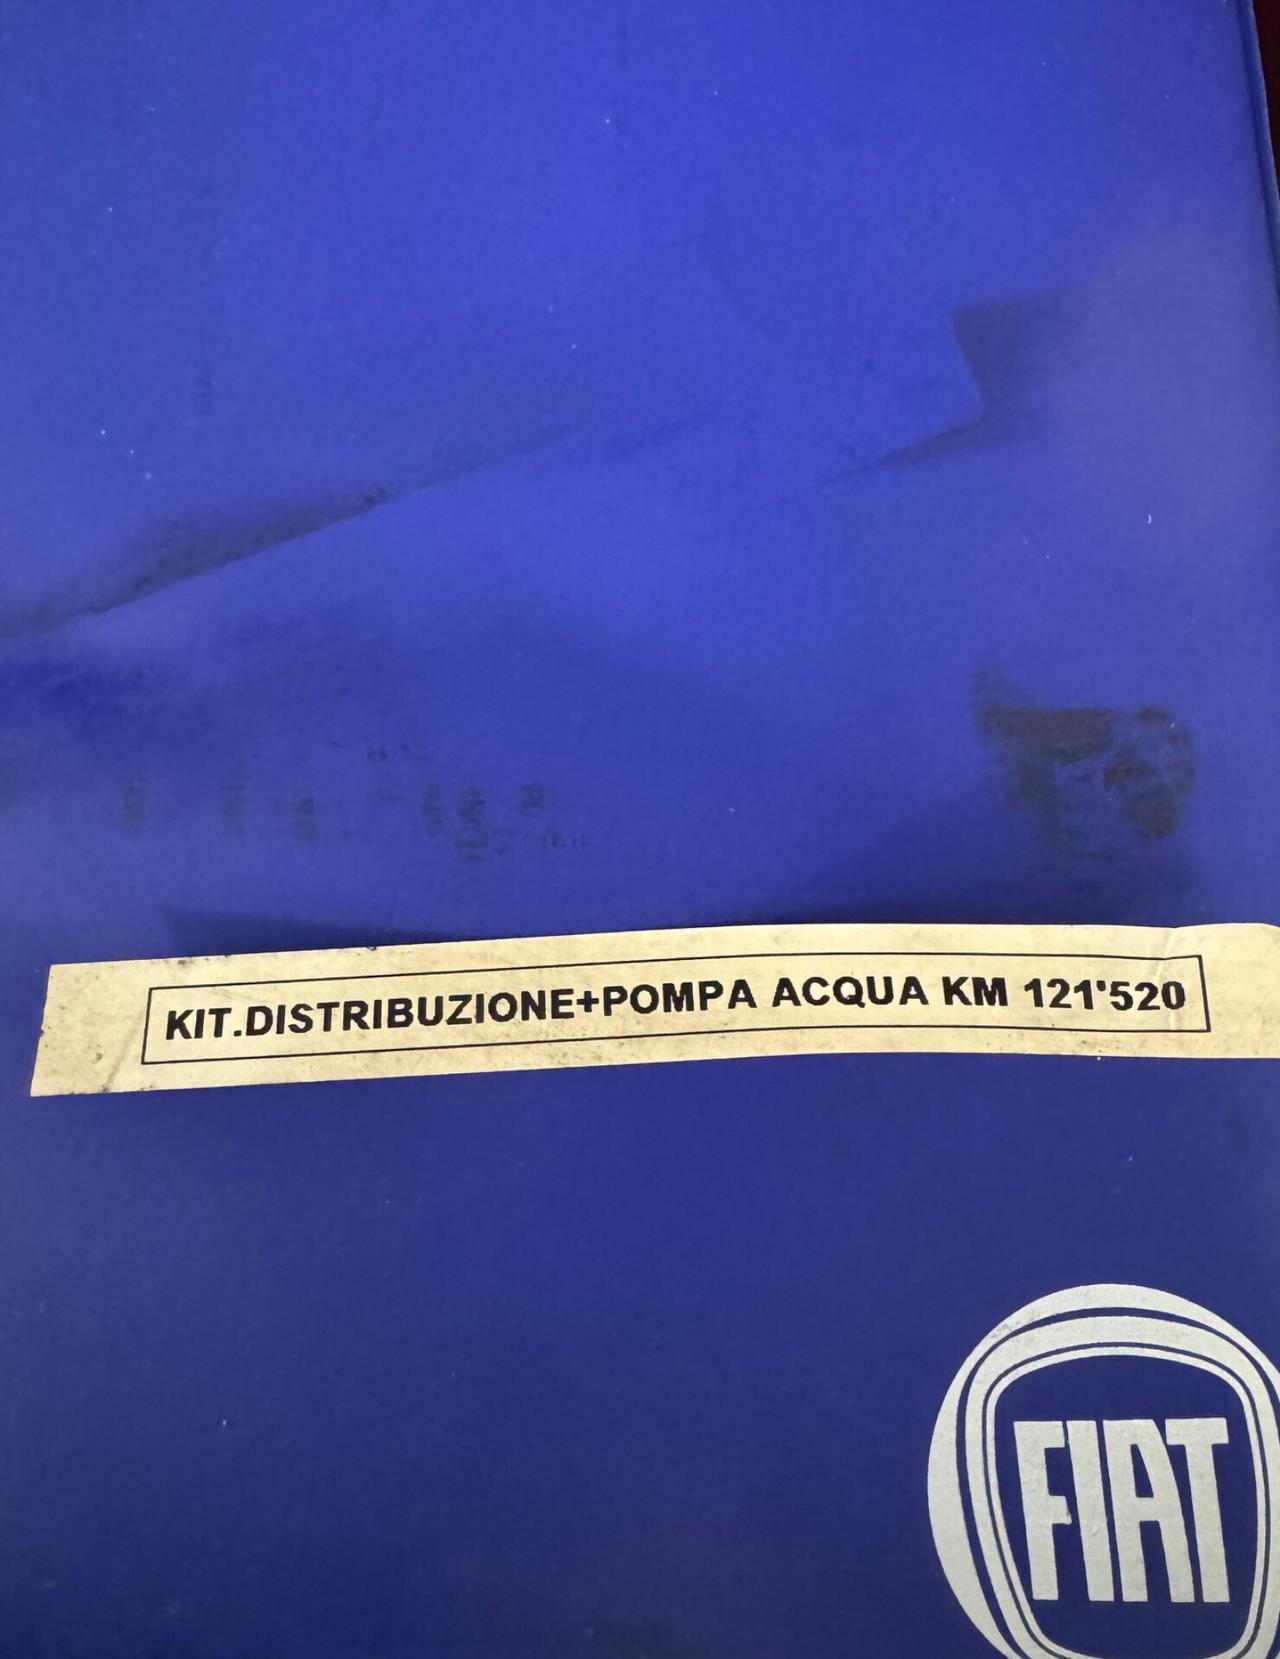 KIT.DISTRIBUZIONE+POMPA ACQUA KM 121'520
FIAT